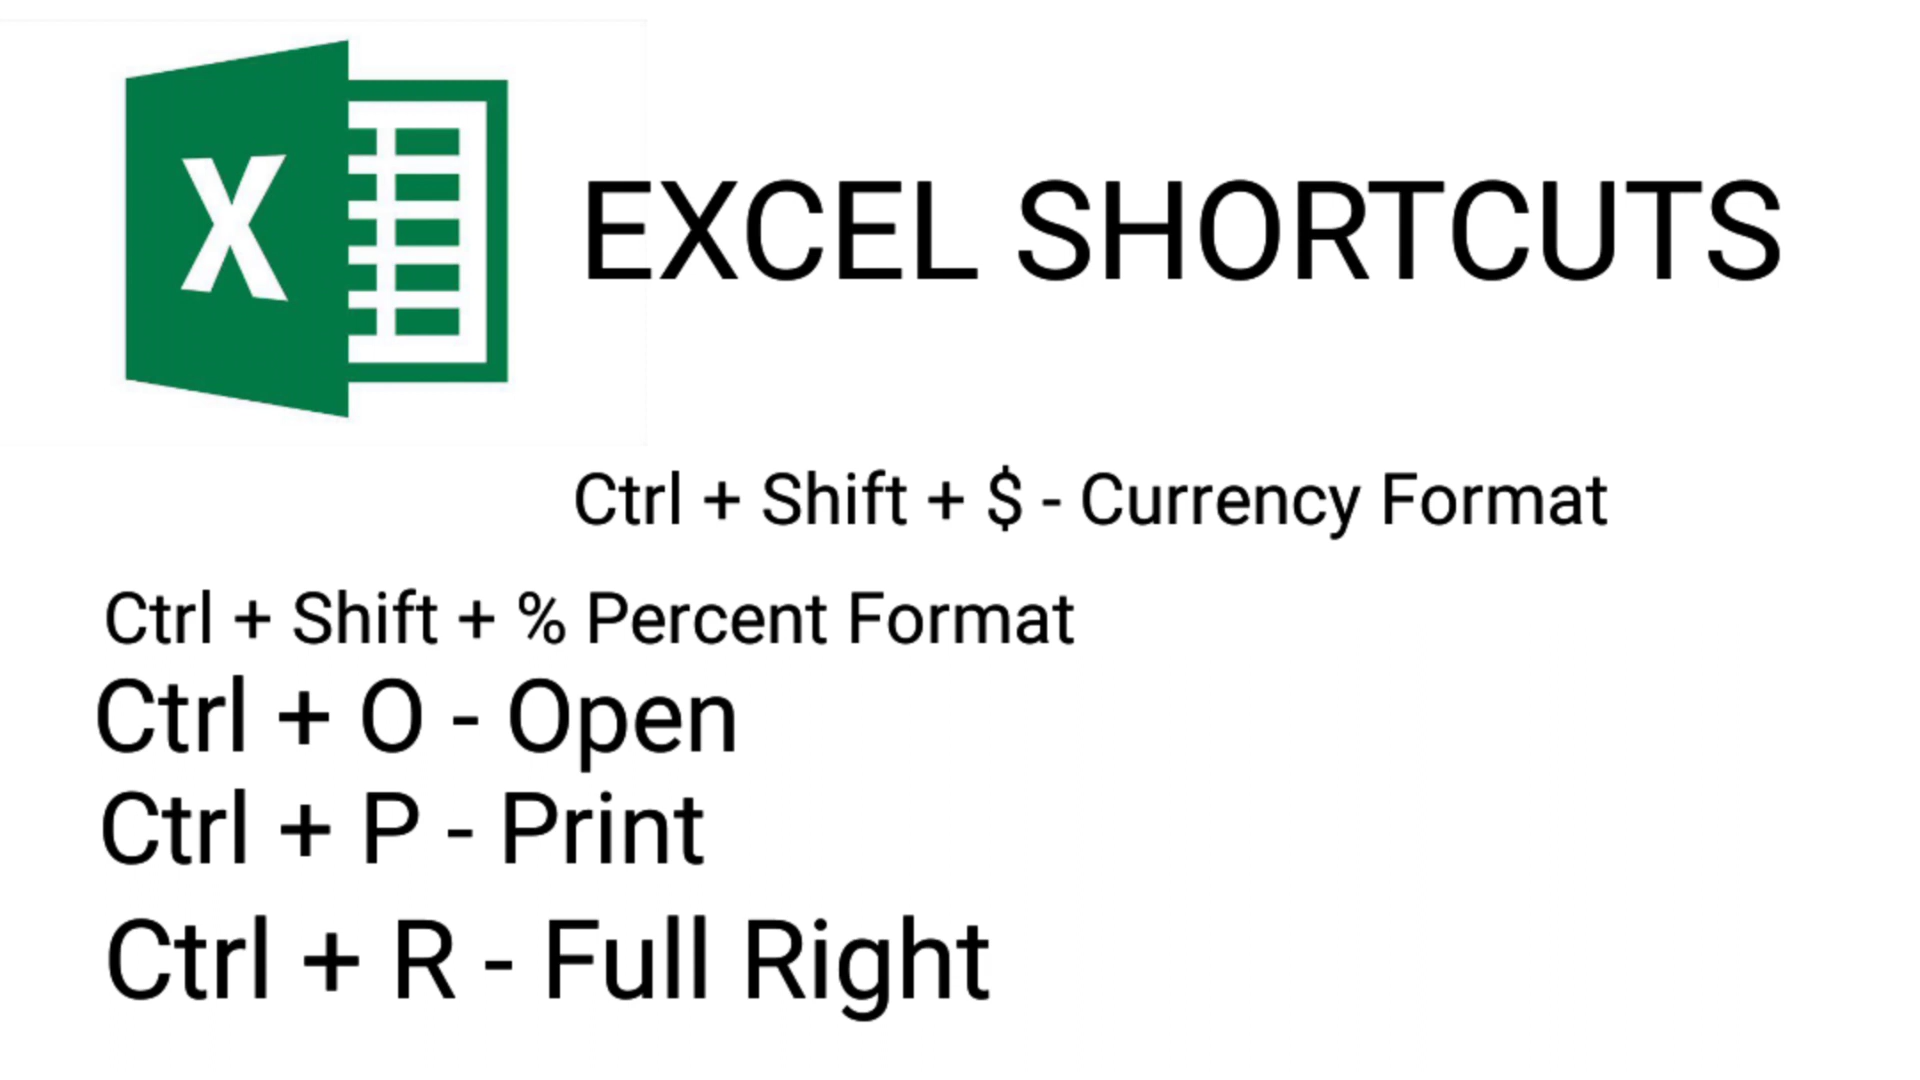 X
EXCEL SHORTCUTS
Ctrl + Shift + $ - Currency Format
Ctrl + Shift + % Percent Format
Ctrl + O - Open
Ctrl + P - Print
Ctrl + R - Full Right